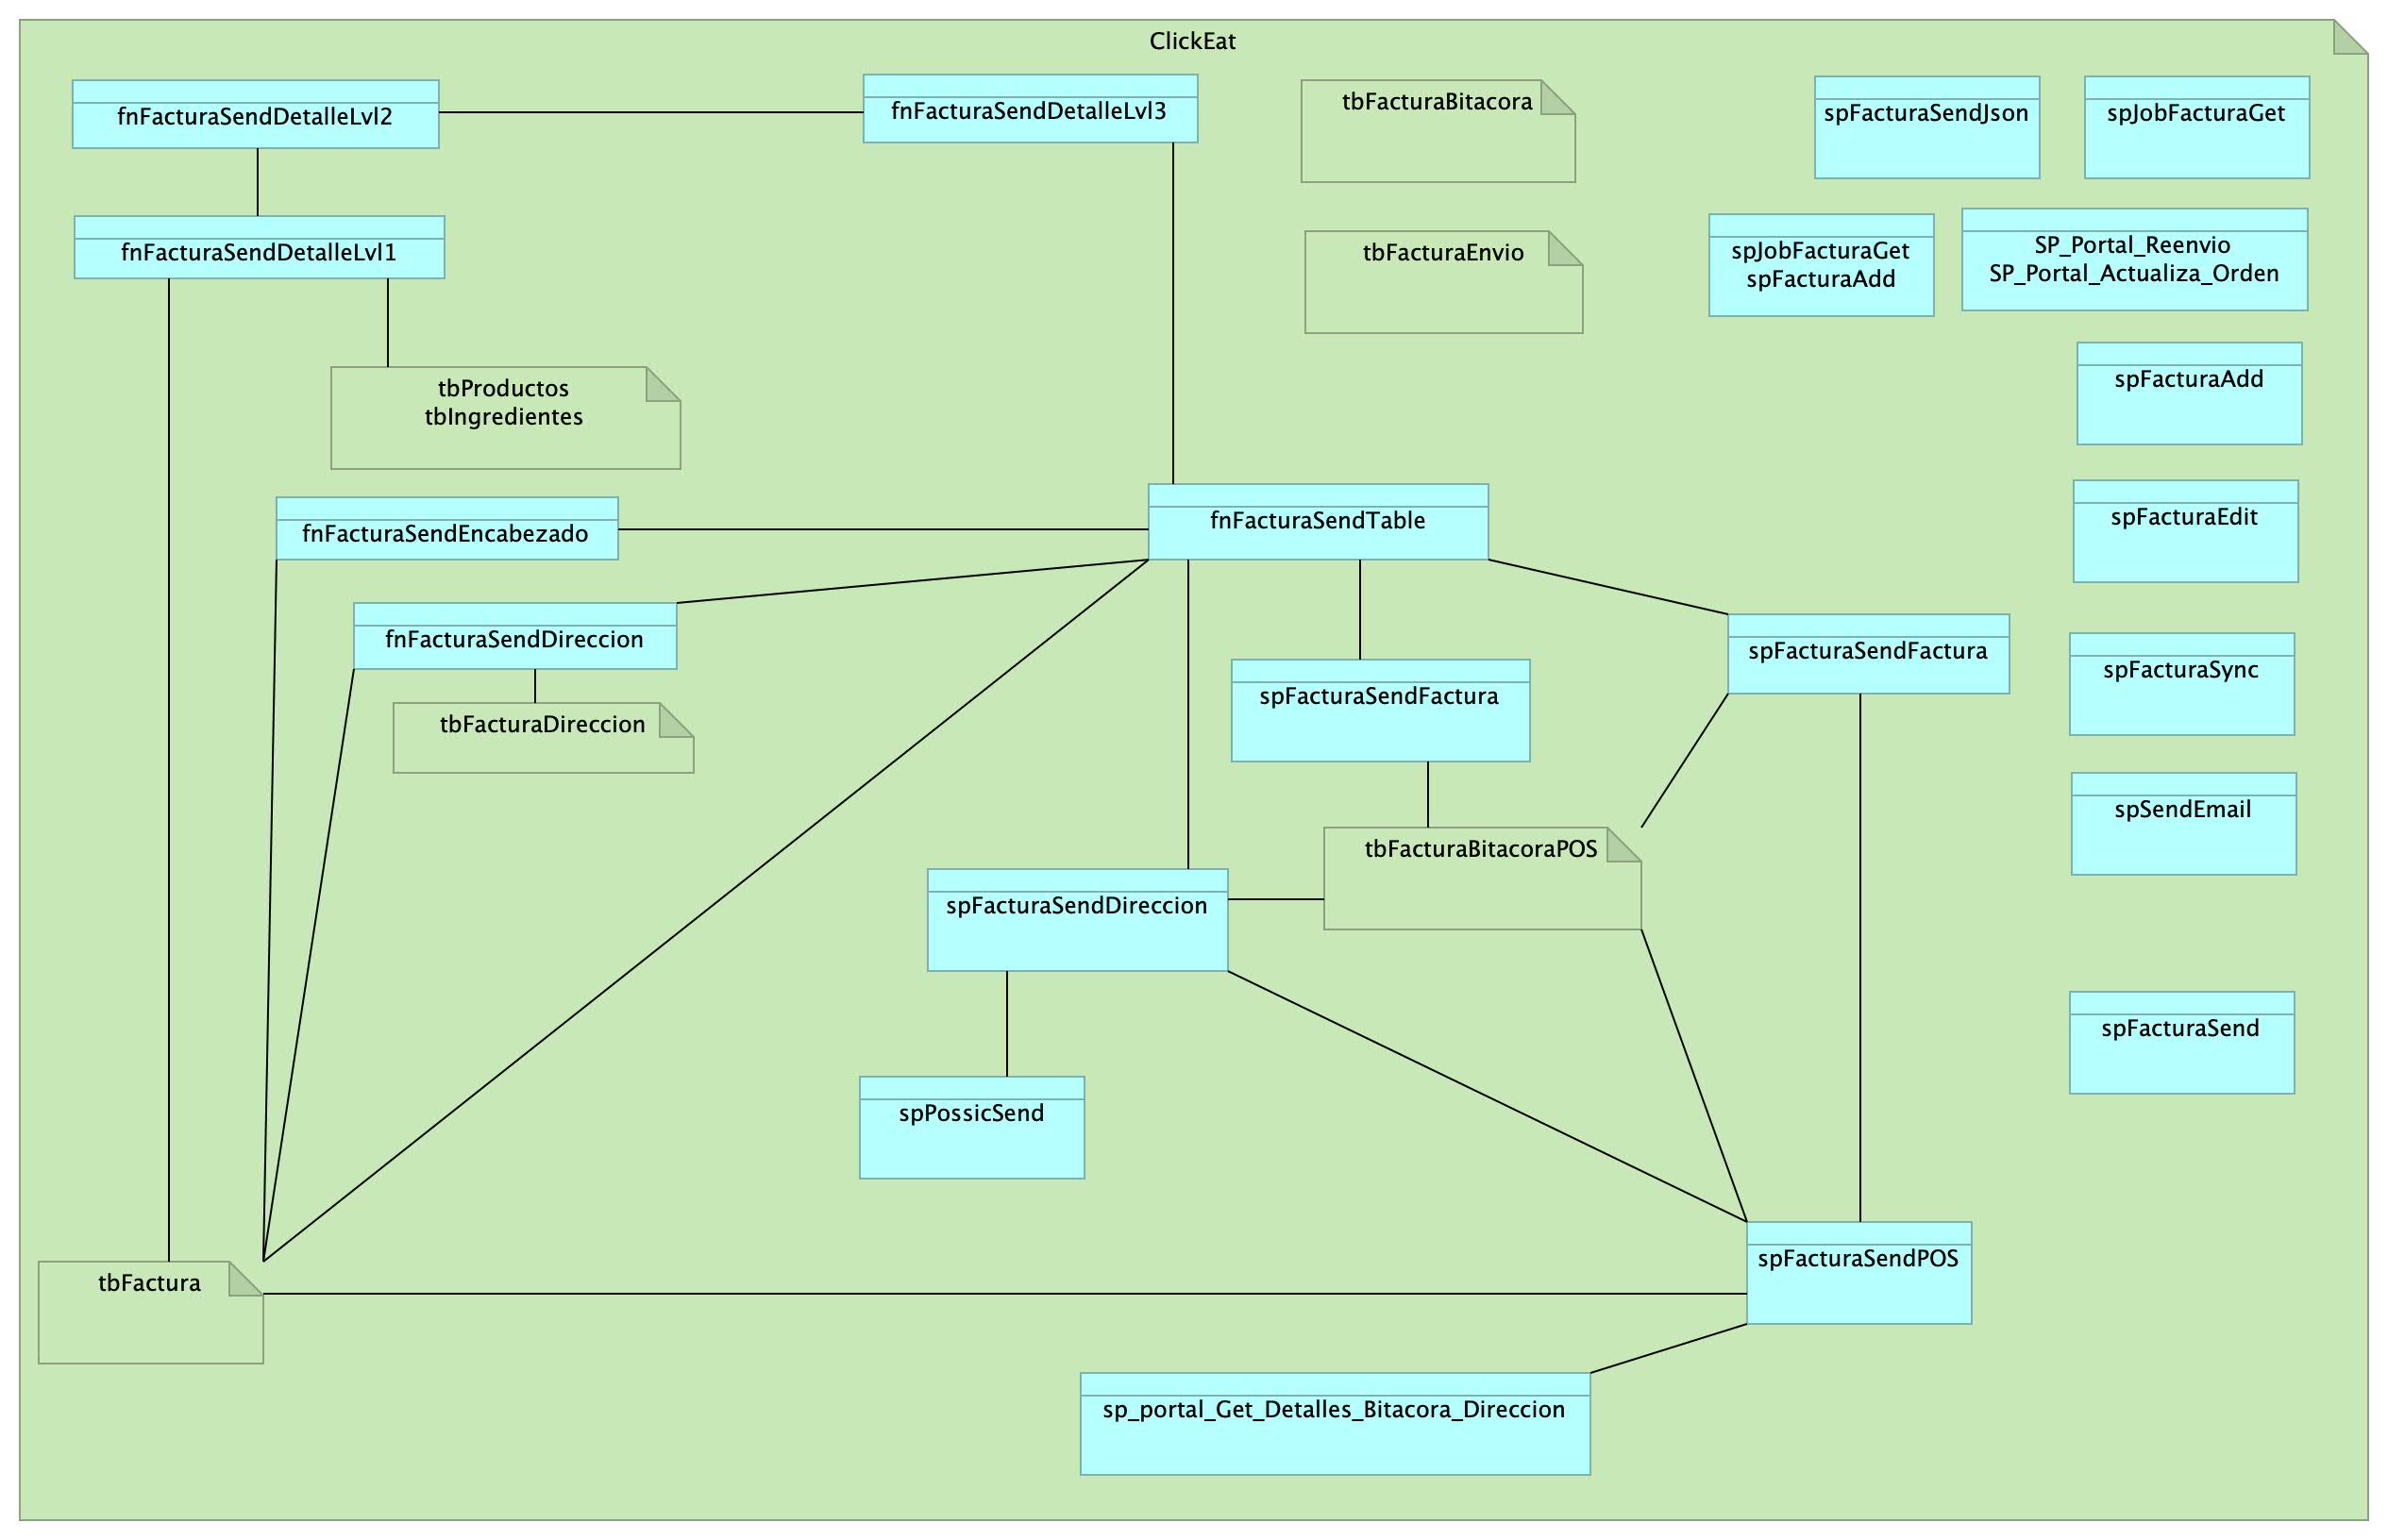 ClickEat
fnFacturaSendDetalleLvl2
fnFacturaSendDetalleLvl3
tbFacturaBitacora
spFacturaSendJson
spJobFacturaGet
fnFacturaSendDetalleLvl1
tbFacturaEnvio
spJobFacturaGet
spFacturaAdd
SP_Portal_Reenvio
SP_Portal_Actualiza_Orden
tbProductos
tbIngredientes
spFacturaAdd
fnFacturaSendEncabezado
fnFacturaSendTable
spFacturaEdit
fnFacturaSendDireccion
spFacturaSendFactura
spFacturaSync
tbFacturaDireccion
spFacturaSendFactura
spSendEmail
tbFacturaBitacoraPOS
spFacturaSendDireccion
spFacturaSend
spPossicSend
tbFactura
spFacturaSendPOS
sp_portal_Get_Detalles_Bitacora_Direccion